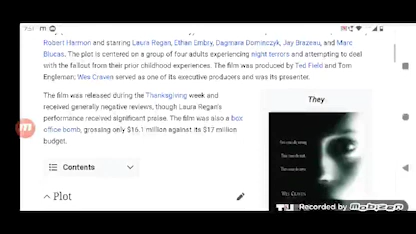 Robert Harmon and starring Laura Regan, Ethan Embry, Dagmara Dominczyk, Jay Brazeau, and Marc
Blucas. The plot is centered on a group of four adults experiencing night terrors and attempting to deal
with the fallout from their prior childhood experiences. The film was produced by Ted Field and Tom
Engleman. Wes Craven served as one of its executive producers and was its presenter.
The film was released during the Thanksgiving week and
received generally negative reviews, though Laura Regan's
performance received significant praise. The film was also a box
office bomb, grossing only $16.1 million against its $17 million
budget.
They
WES CRAVEN
Contents
Plot
Recorded by Mobizen